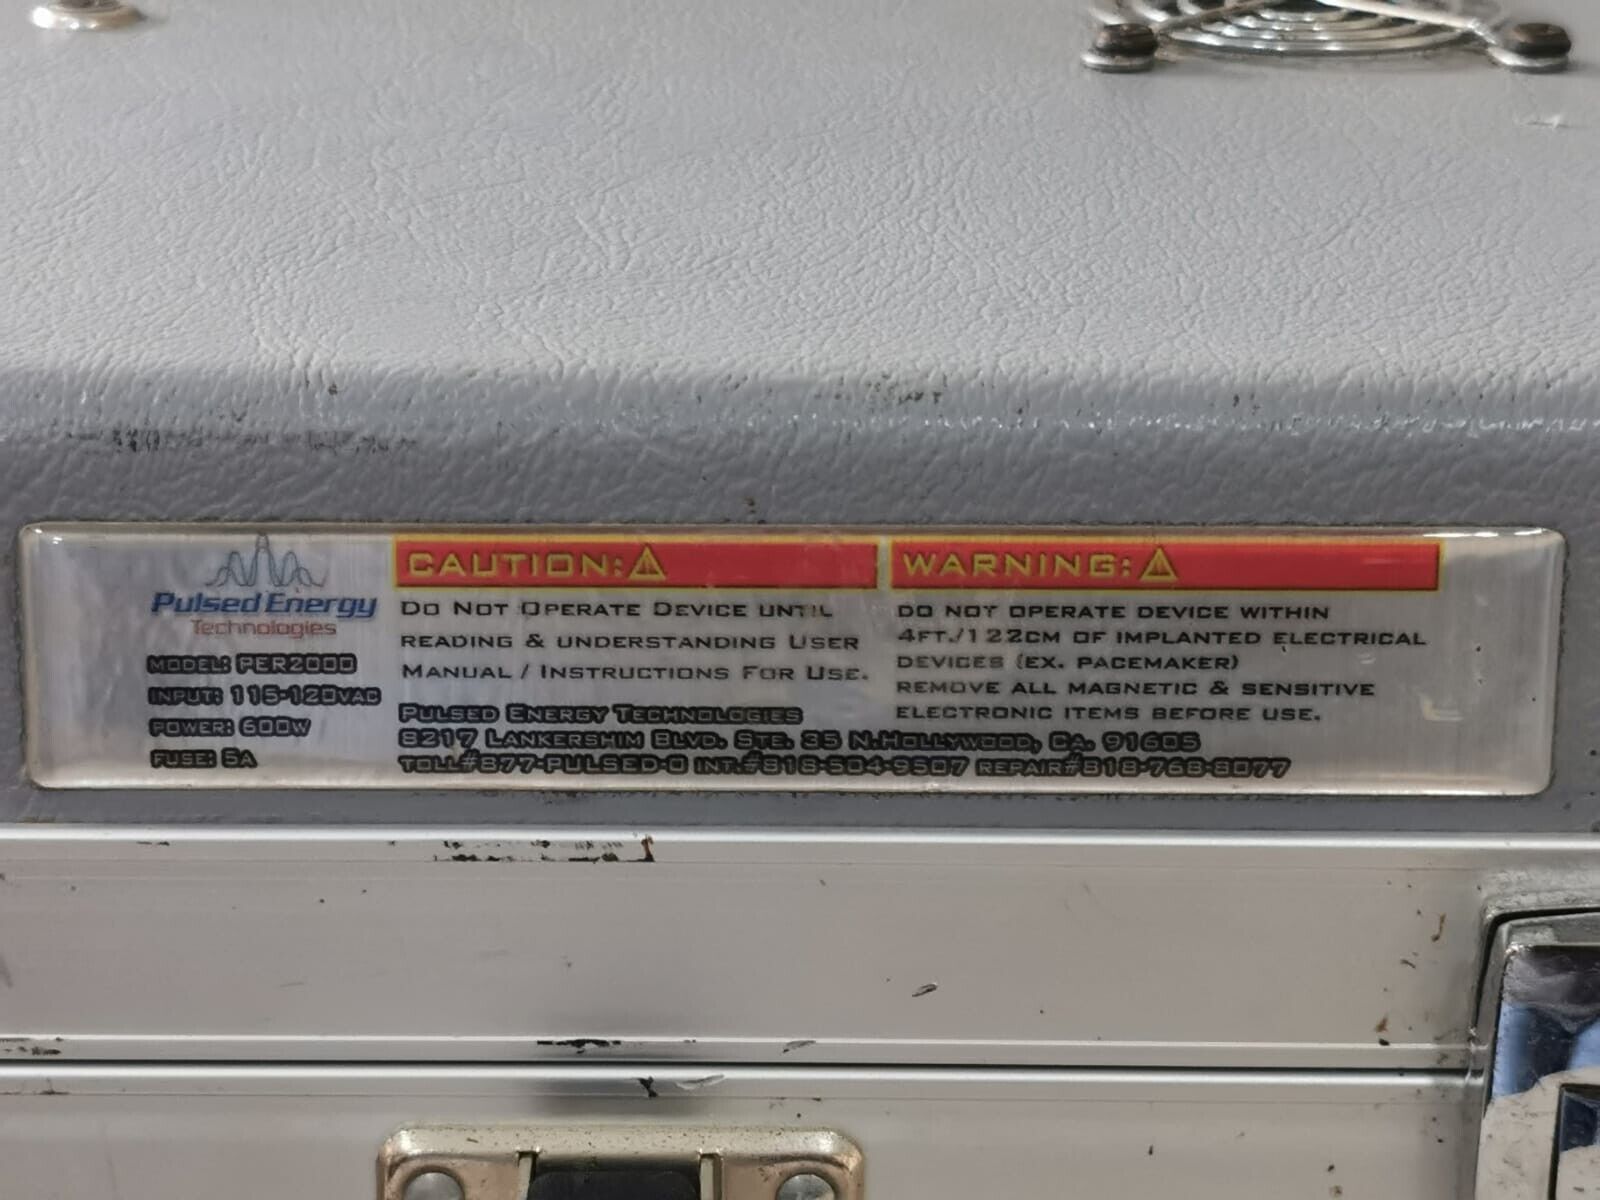 Pulsed Energy
Technologies
MODEL: PER2000
INPUT: 115-120VAC
POWER: 600W
FUSE: 5A
CAUTION:
DO NOT OPERATE DEVICE UNTIL
READING & UNDERSTANDING USER
MANUAL / INSTRUCTIONS FOR USE.
WARNING:
DO NOT OPERATE DEVICE WITHIN
4FT./122CM OF IMPLANTED ELECTRICAL
DEVICES (EX. PACEMAKER)
REMOVE ALL MAGNETIC & SENSITIVE
ELECTRONIC ITEMS BEFORE USE.
PULSED ENERGY TECHNOLOGIES
8217 LANKERSHIM BLVD. STE. 35 N.HOLLYWOOD, CA. 91605
TOLL#877-PULSED-0 INT.#818-504-9507 REPAIR#818-768-8077